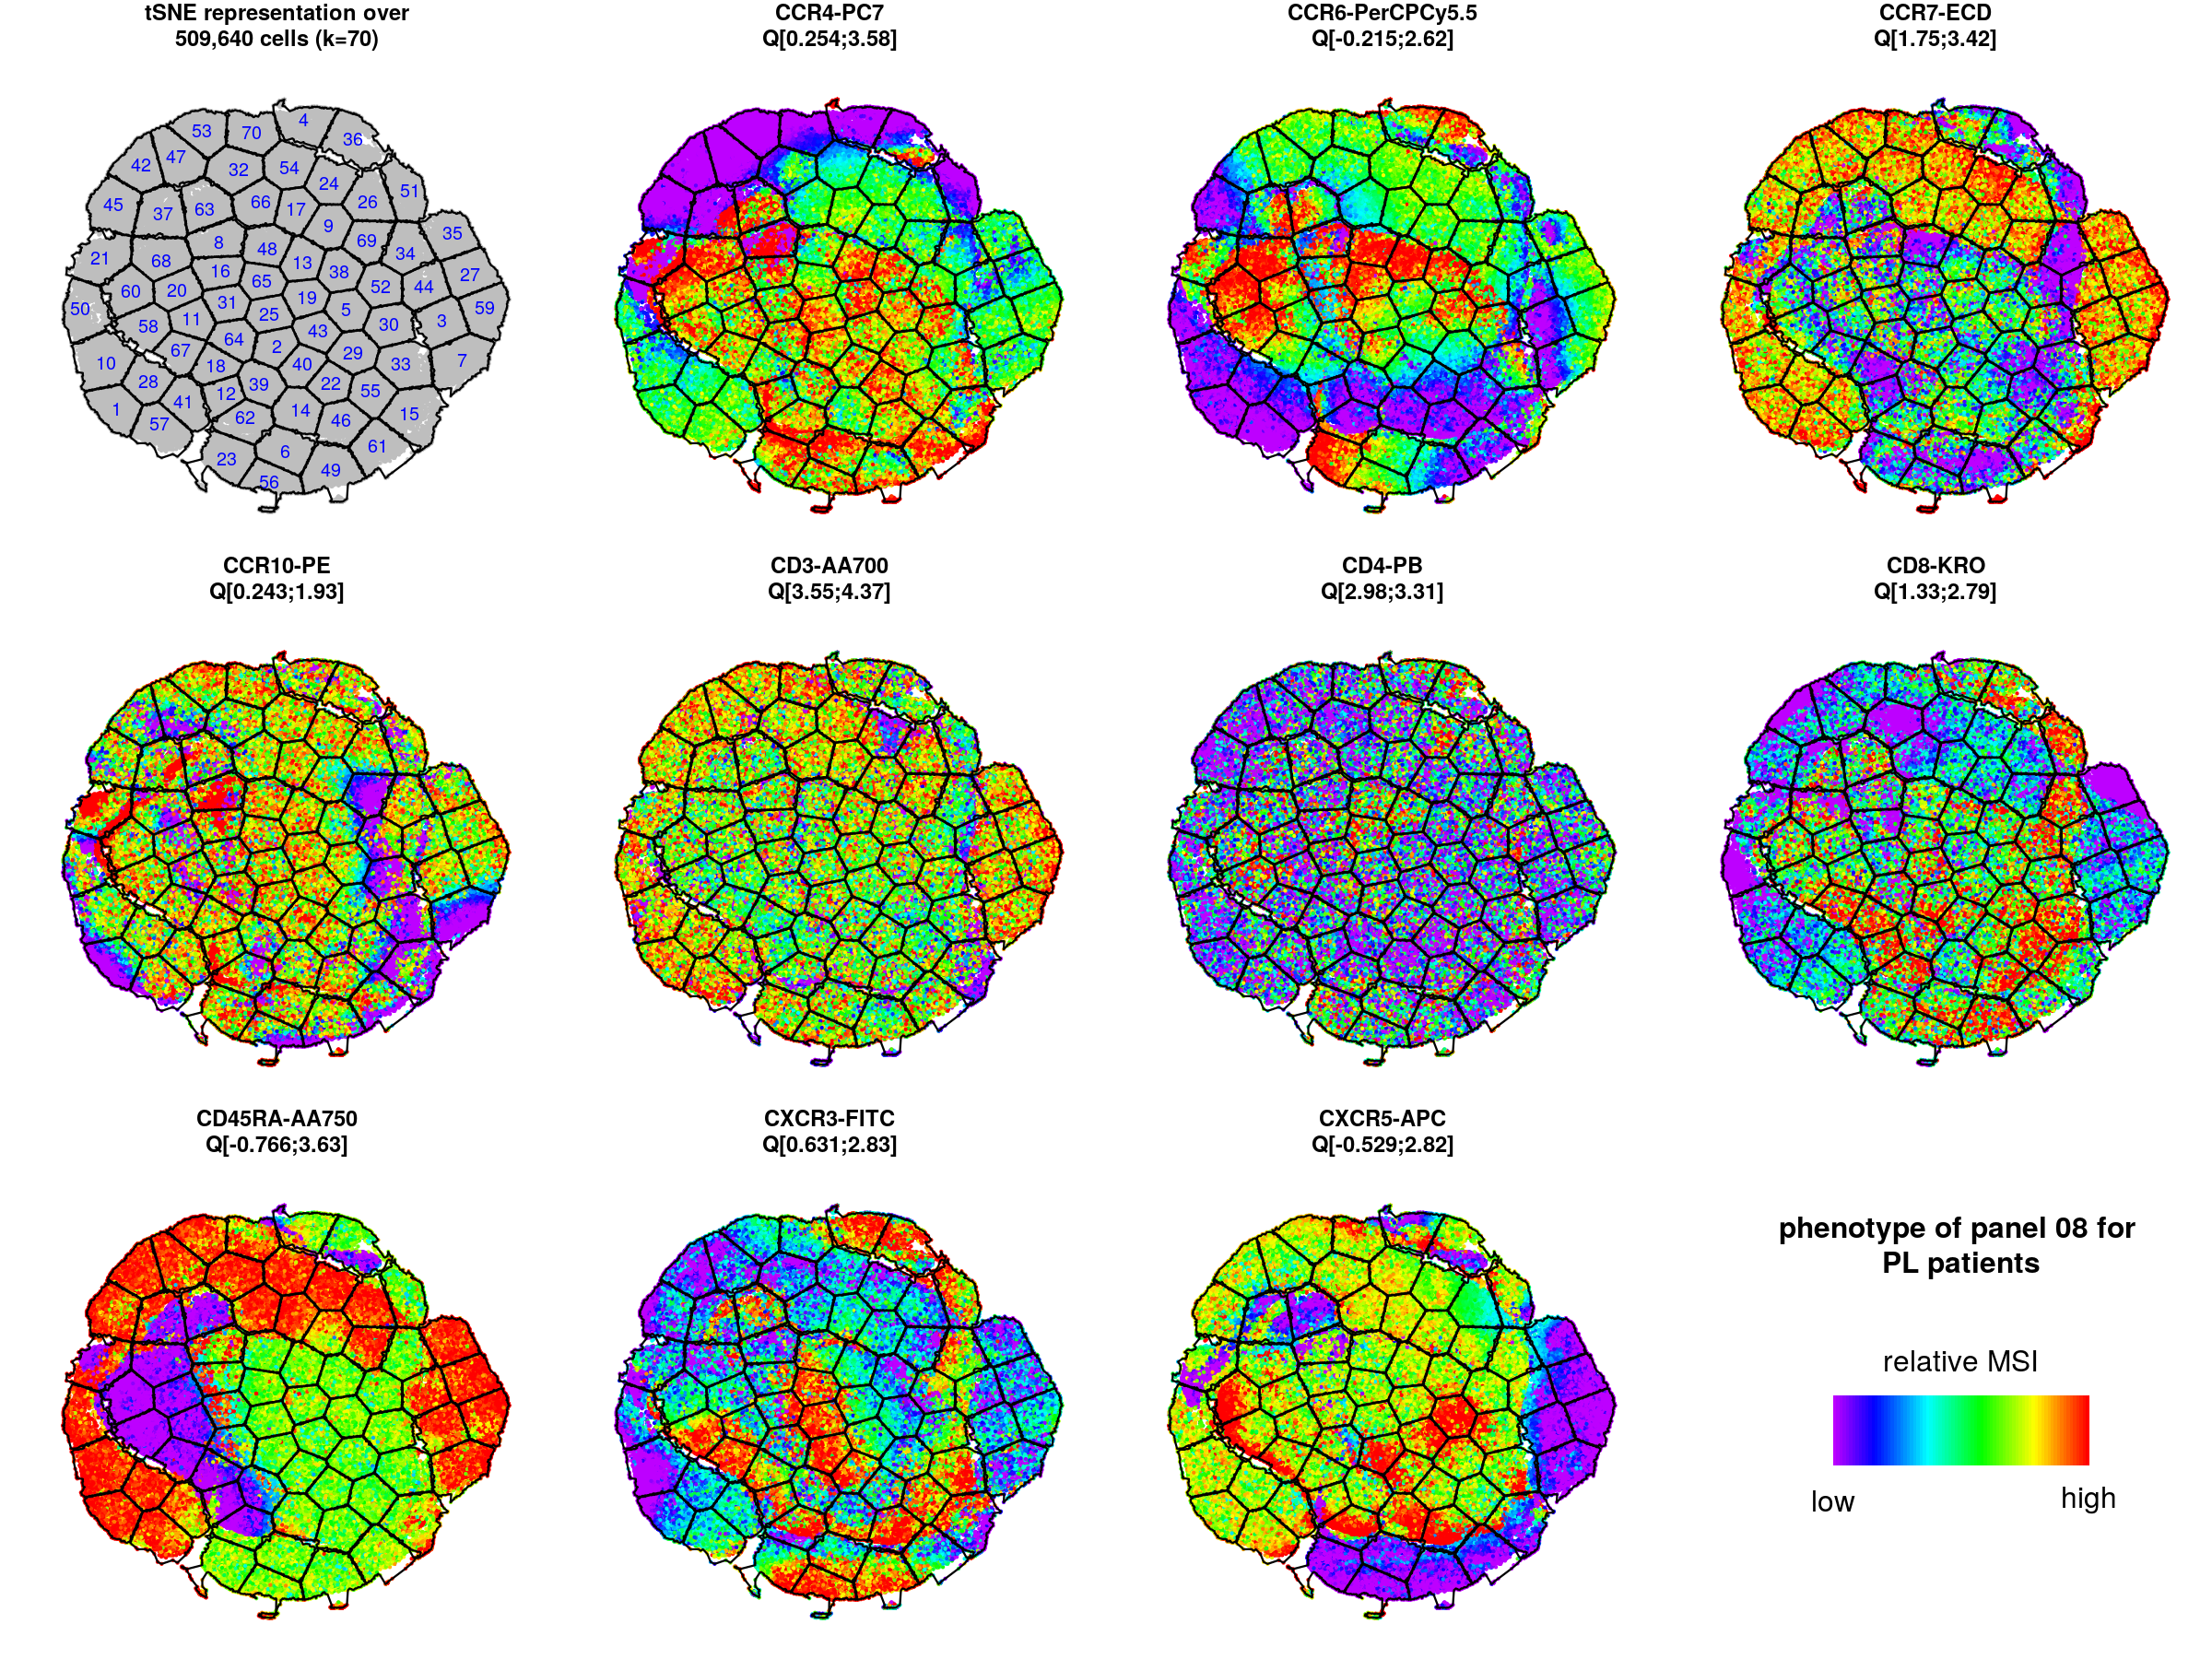 tSNE representation over
509,640 cells (k=70)
CCR4-PC7
Q[0.254;3.58]
CCR6-PerCPCy5.5
Q[-0.215;2.62]
CCR7-ECD
Q[1.75;3.42]
4
53
70
36
47
42
32
54
24
51
45
37
63
66
17
26
9
35
8
48
69
34
21
68
16
13
38
27
60
20
65
52
44
50
31
19
59
58
11
25
5
30
3
43
64
67
2
29
10
18
40
33
7
28
12
39
22
55
1
41
57
62
14
46
15
61
23
6
49
56
CCR10-PE
Q[0.243;1.93]
CD3-AA700
Q[3.55;4.37]
CD4-PB
Q[2.98;3.31]
CD8-KRO
Q[1.33;2.79]
CD45RA-AA750
Q[-0.766;3.63]
CXCR3-FITC
Q[0.631;2.83]
CXCR5-APC
Q[-0.529;2.82]
phenotype of panel 08 for
PL patients
relative MSI
low
high